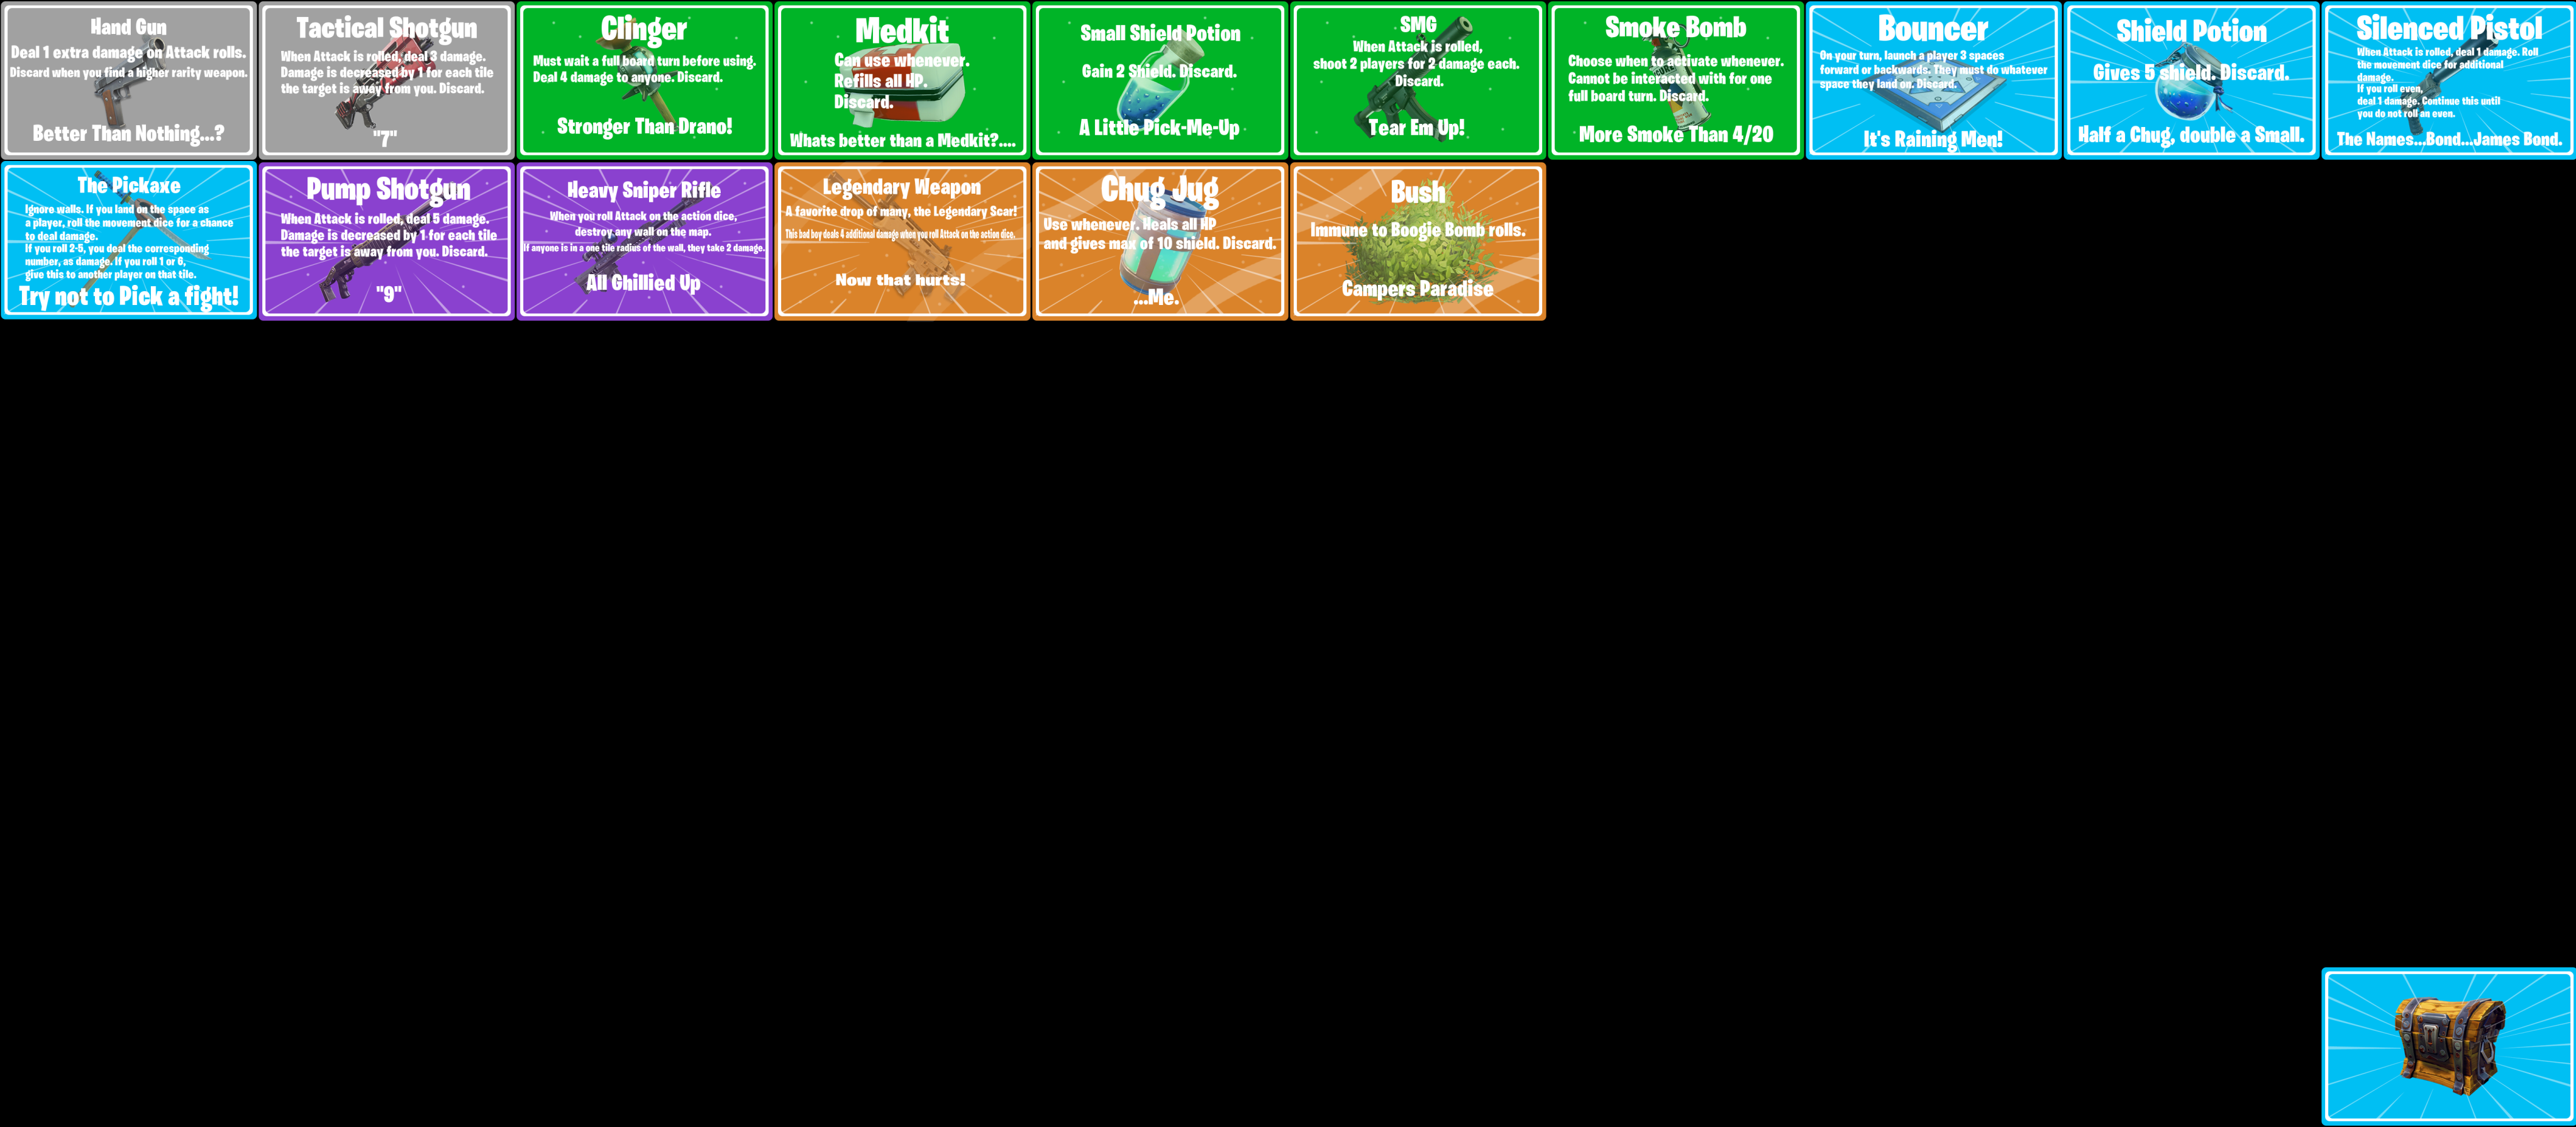 Hand Gun
Deal 1 extra damage on Attack rolls.
Discard when you find a higher rarity weapon.
Better Than Nothing...?
Tactical Shotgun
When Attack is rolled, deal 3 damage.
Damage is decreased by 1 for each tile
the target is away from you. Discard.
"7"
Clinger
Must wait a full board turn before using.
Deal 4 damage to anyone. Discard.
Stronger Than Drano!
Medkit
Can use whenever.
Refills all HP.
Discard.
Whats better than a Medkit?....
Small Shield Potion
Gain 2 Shield. Discard.
A Little Pick-Me-Up
SMG
When Attack is rolled,
shoot 2 players for 2 damage each.
Discard.
Tear Em Up!
Smoke Bomb
Choose when to activate whenever.
Cannot be interacted with for one
full board turn. Discard.
More Smoke Than 4/20
Bouncer
On your turn, launch a player 3 spaces
forward or backwards. They must do whatever
space they land on. Discard.
It's Raining Men!
Shield Potion
Gives 5 shield. Discard.
Half a Chug, double a Small.
Silenced Pistol
When Attack is rolled, deal 1 damage. Roll
the movement dice for additional
damage.
If you roll even,
deal 1 damage. Continue this until
you do not roll an even.
The Names...Bond...James Bond.
The Pickaxe
Ignore walls. If you land on the space as
a player, roll the movement dice for a chance
to deal damage.
If you roll 2-5, you deal the corresponding
number, as damage. If you roll 1 or 6,
give this to another player on that tile.
Try not to Pick a fight!
Pump Shotgun
When Attack is rolled, deal 5 damage.
Damage is decreased by 1 for each tile
the target is away from you. Discard.
"9"
Heavy Sniper Rifle
When you roll Attack on the action dice,
destroy any wall on the map.
If anyone is in a one tile radius of the wall, they take 2 damage.
All Ghillied Up
Legendary Weapon
A favorite drop of many, the Legendary Scar!
This bad boy deals 4 additional damage when you roll Attack on the action dice.
Now that hurts!
Chug Jug
Use whenever. Heals all HP
and gives max of 10 shield. Discard.
...Me.
Bush
Immune to Boogie Bomb rolls.
Campers Paradise